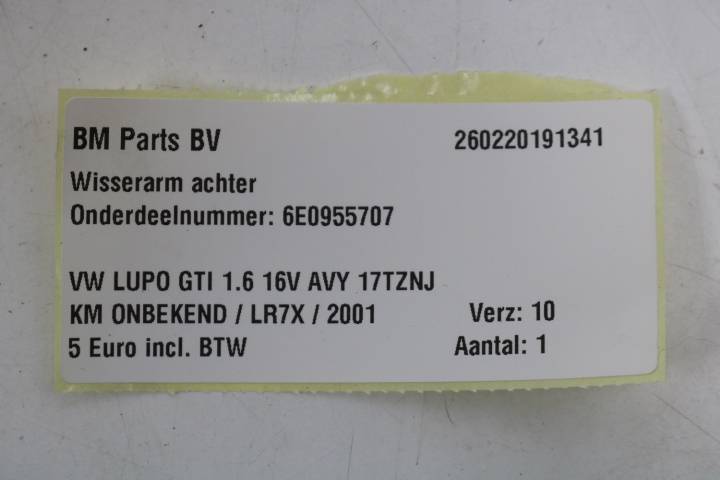 BM Parts BV 260220191341
Wisserarm achter
Onderdeelnummer: 6E0955707
VW LUPO GTI 1.6 16V AVY 17TZNJ
KM ONBEKEND / LR7X / 2001 Verz: 10
5 Euro incl. BTW Aantal: 1